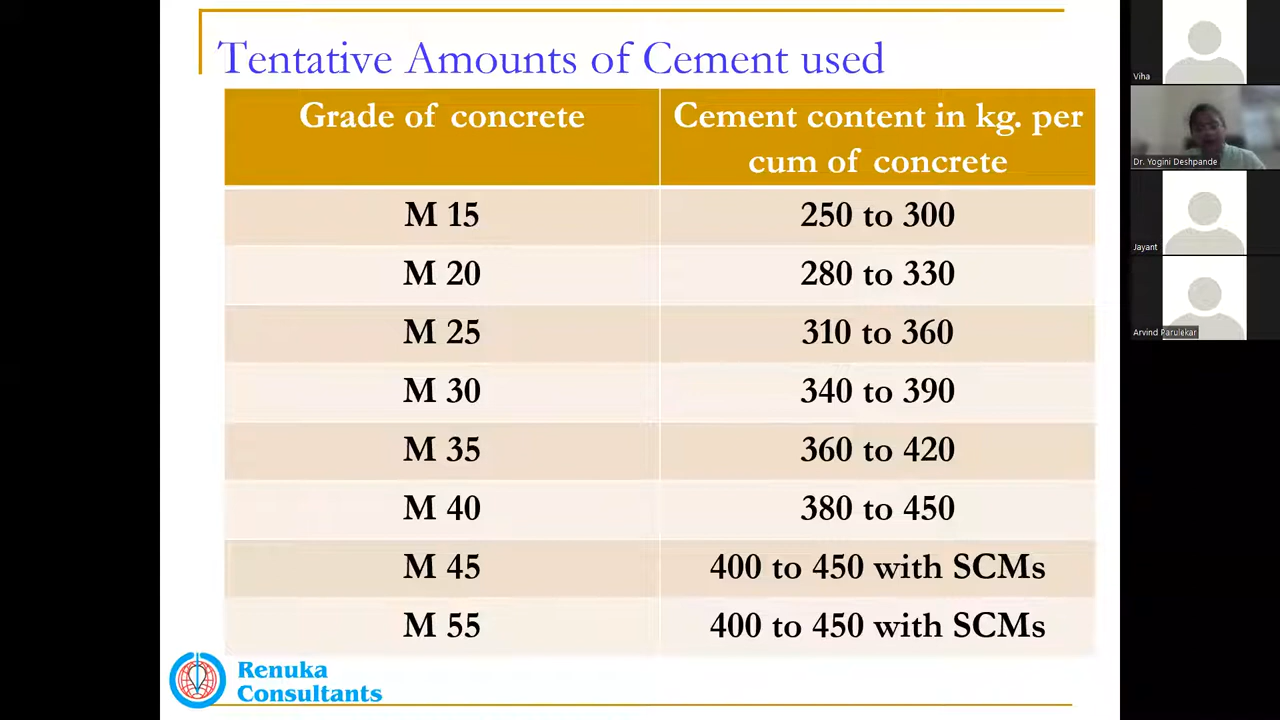 Tentative Amounts of Cement used
Grade of concrete
Cement content in kg. per
cum of concrete
M 15
250 to 300
M 20
280 to 330
M 25
310 to 360
M 30
340 to 390
M 35
360 to 420
M 40
380 to 450
M 45
400 to 450 with SCMs
M 55
400 to 450 with SCMs
Renuka
Consultants
Viha
Dr. Yogini Deshpande
Jayant
Arvind Parulekar